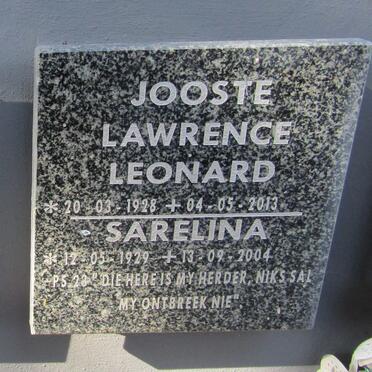 JOOSTE
LAWRENCE
LEONARD
* 20 - 03 - 1928 + 04 - 05 - 2013
SARELINA
* 12 - 05 - 1929 + 13 - 09 - 2004
PS. 23 "DIE HERE IS MY HERDER, NIKS SAL
MY ONTBREEK NIE"